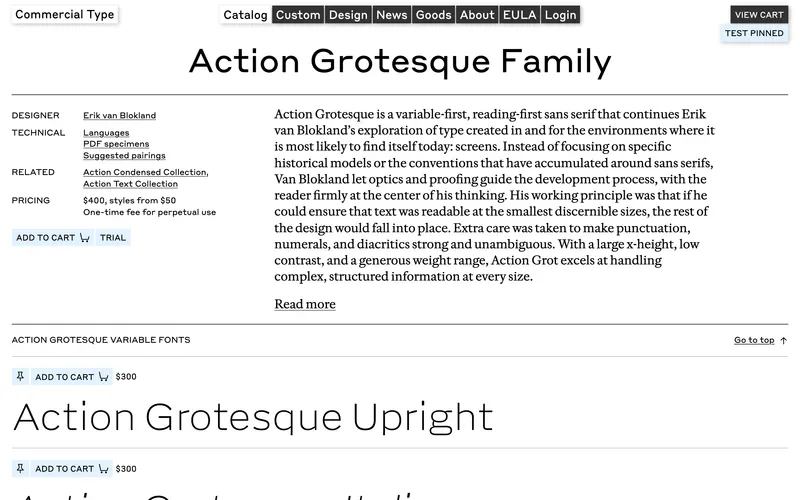 Commercial Type
Catalog Custom Design News Goods About EULA Login
VIEW CART
TEST PINNED
Action Grotesque Family
DESIGNER Erik van Blokland
TECHNICAL Languages
PDF specimens
Suggested pairings
RELATED Action Condensed Collection,
Action Text Collection
PRICING $400, styles from $50
One-time fee for perpetual use
ADD TO CART TRIAL
Action Grotesque is a variable-first, reading-first sans serif that continues Erik
van Blokland’s exploration of type created in and for the environments where it
is most likely to find itself today: screens. Instead of focusing on specific
historical models or the conventions that have accumulated around sans serifs,
Van Blokland let optics and proofing guide the development process, with the
reader firmly at the center of his thinking. His working principle was that if he
could ensure that text was readable at the smallest discernible sizes, the rest of
the design would fall into place. Extra care was taken to make punctuation,
numerals, and diacritics strong and unambiguous. With a large x-height, low
contrast, and a generous weight range, Action Grot excels at handling
complex, structured information at every size.
Read more
ACTION GROTESQUE VARIABLE FONTS
Go to top ↑
ADD TO CART $300
Action Grotesque Upright
ADD TO CART $300